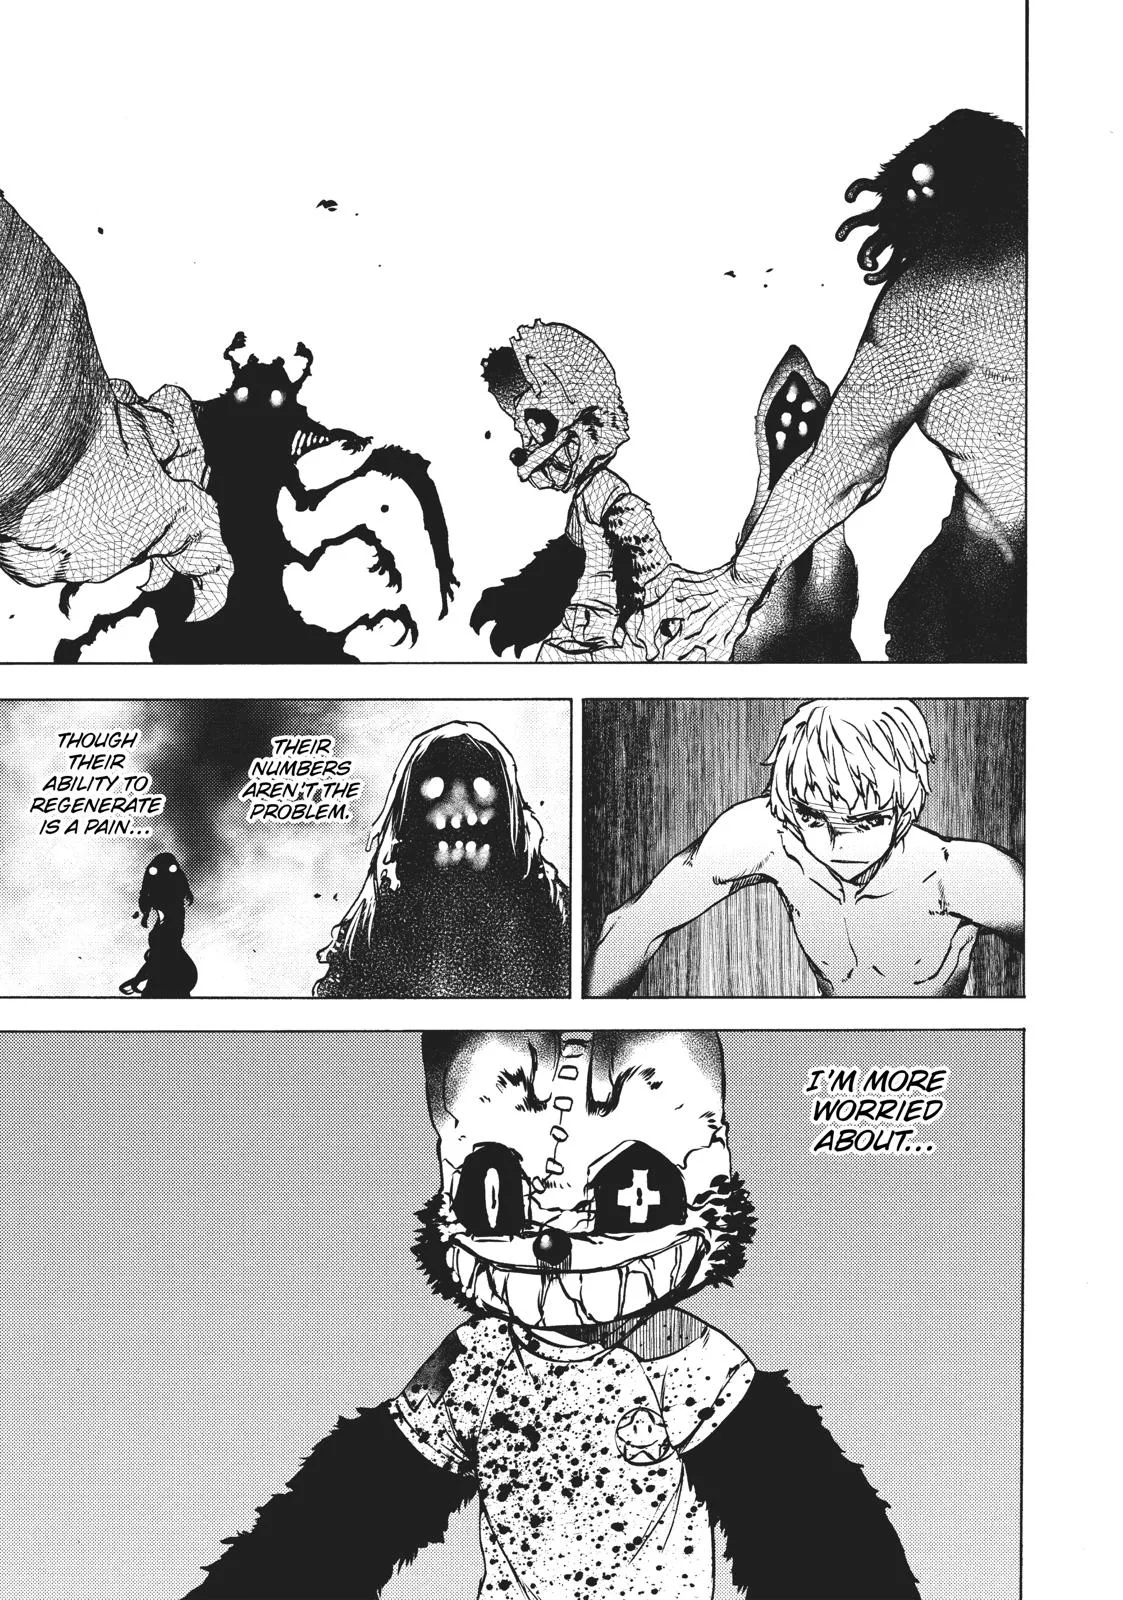 THEIR
NUMBERS
AREN'T THE
PROBLEM.
THOUGH
THEIR
ABILITY TO
REGENERATE
IS A PAIN...
I'M MORE
WORRIED
ABOUT...